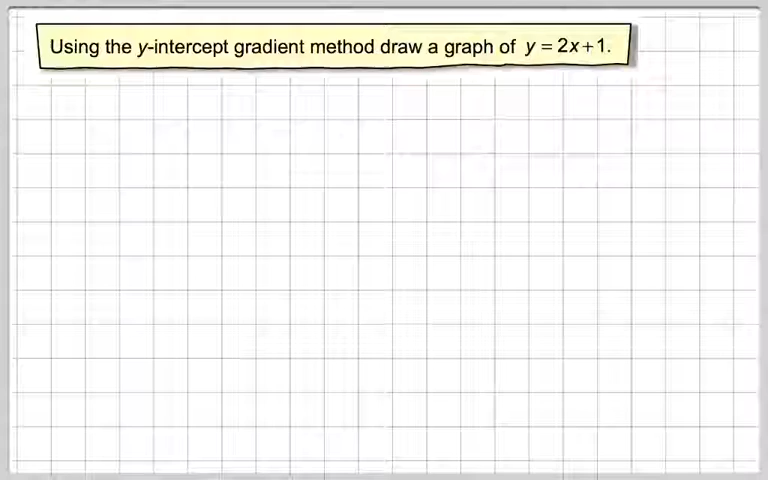 Using the y-intercept gradient method draw a graph of y = 2x+1.